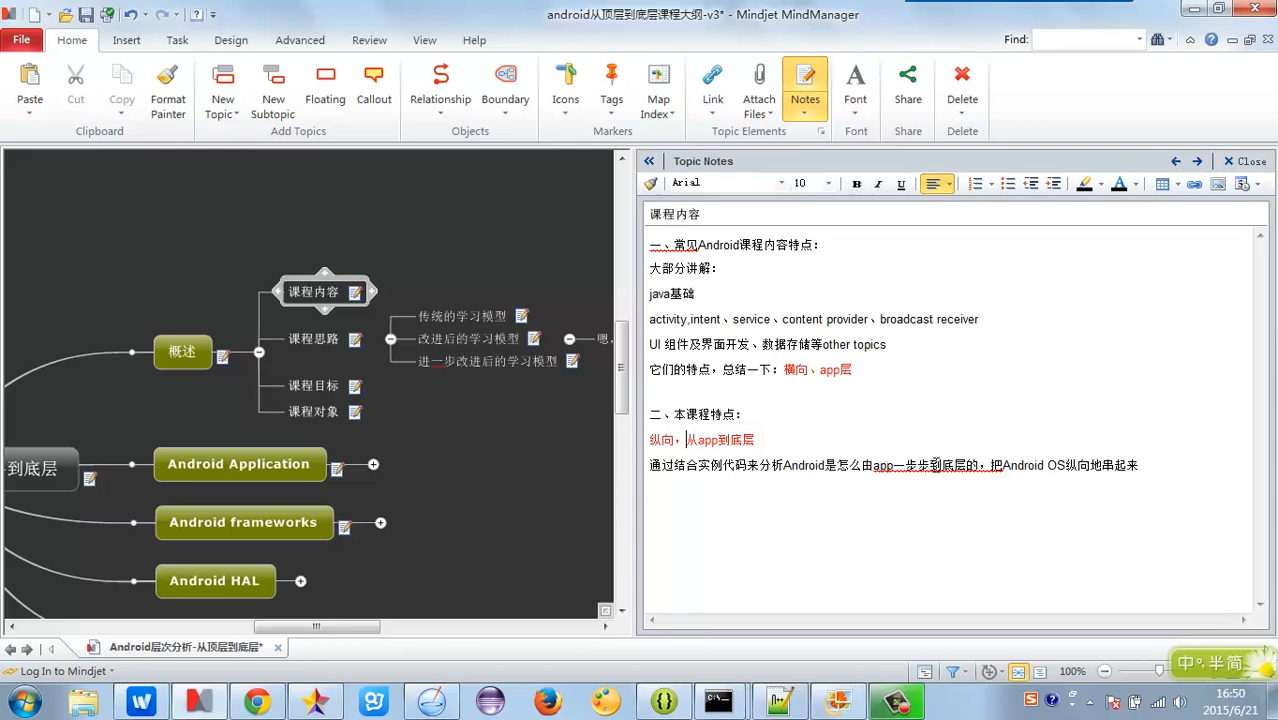 android从顶层到底层课程大纲-v3* - Mindjet MindManager
File
Home
Insert
Task
Design
Advanced
Review
View
Help
Find:
Paste
Cut
Copy
Format Painter
New Topic
New Subtopic
Floating
Callout
Relationship
Boundary
Icons
Tags
Map Index
Link
Attach Files
Notes
Font
Share
Delete
Clipboard
Add Topics
Objects
Markers
Topic Elements
Font
Share
Delete
Topic Notes
Close
Arial
10
B
I
U
A
课程内容
一、常见Android课程内容特点：
大部分讲解：
java基础
activity,intent、service、content provider、broadcast receiver
UI 组件及界面开发、数据存储等other topics
它们的特点，总结一下：横向、app层
二、本课程特点：
纵向，从app到底层
通过结合实例代码来分析Android是怎么由app一步步到底层的，把Android OS纵向地串起来
课程内容
传统的学习模型
概述
课程思路
改进后的学习模型
嗯，
进一步改进后的学习模型
课程目标
课程对象
到底层
Android Application
Android frameworks
Android HAL
Android层次分析-从顶层到底层*
Log In to Mindjet
100%
中 半 简
16:50
2015/6/21